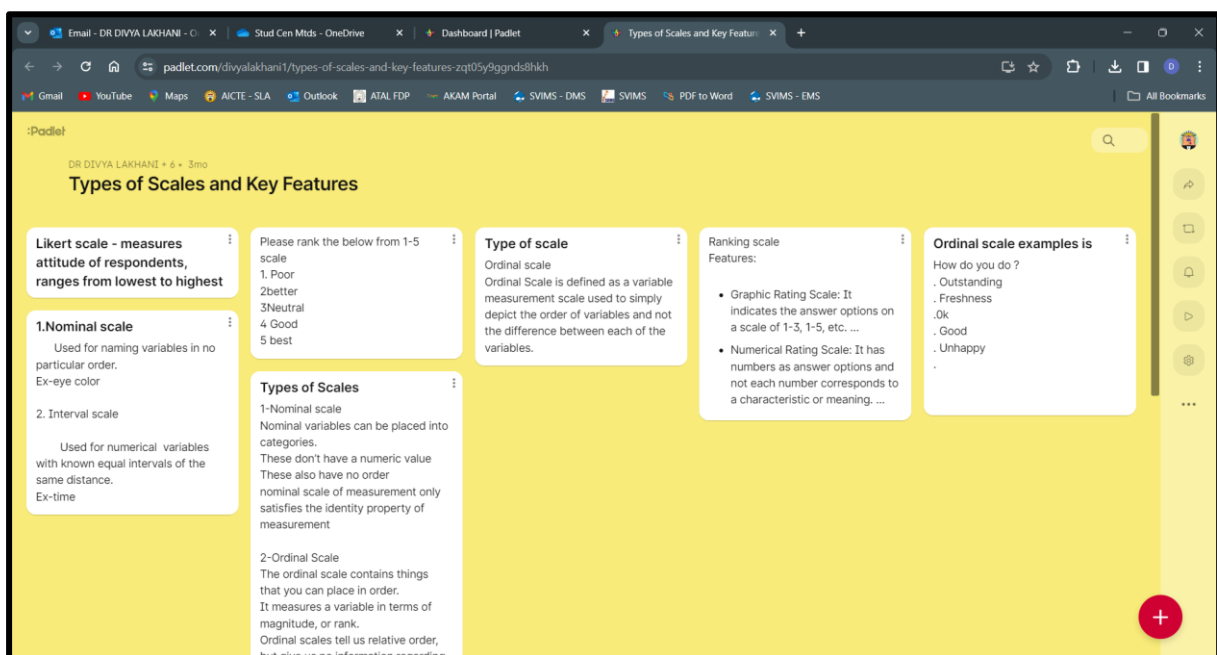 Email - DR DIVYA LAKHANI - O
Stud Cen Mtds - OneDrive
Dashboard | Padlet
Types of Scales and Key Feature
padlet.com/divyalakhani1/types-of-scales-and-key-features-zqt05y9ggnds8hkh
Gmail
YouTube
Maps
AICTE - SLA
Outlook
ATAL FDP
AKAM Portal
SVIMS - DMS
SVIMS
PDF to Word
SVIMS - EMS
All Bookmarks
:Padlet
DR DIVYA LAKHANI + 6 • 3mo
Types of Scales and Key Features
Likert scale - measures
attitude of respondents,
ranges from lowest to highest
1.Nominal scale
Used for naming variables in no
particular order.
Ex-eye color
2. Interval scale
Used for numerical variables
with known equal intervals of the
same distance.
Ex-time
Please rank the below from 1-5
scale
1. Poor
2better
3Neutral
4 Good
5 best
Types of Scales
1-Nominal scale
Nominal variables can be placed into
categories.
These don't have a numeric value
These also have no order
nominal scale of measurement only
satisfies the identity property of
measurement
2-Ordinal Scale
The ordinal scale contains things
that you can place in order.
It measures a variable in terms of
magnitude, or rank.
Ordinal scales tell us relative order,
but give us no information regarding
Type of scale
Ordinal scale
Ordinal Scale is defined as a variable
measurement scale used to simply
depict the order of variables and not
the difference between each of the
variables.
Ranking scale
Features:
• Graphic Rating Scale: It
indicates the answer options on
a scale of 1-3, 1-5, etc. ...
• Numerical Rating Scale: It has
numbers as answer options and
not each number corresponds to
a characteristic or meaning. ...
Ordinal scale examples is
How do you do ?
. Outstanding
. Freshness
.0k
. Good
. Unhappy
.